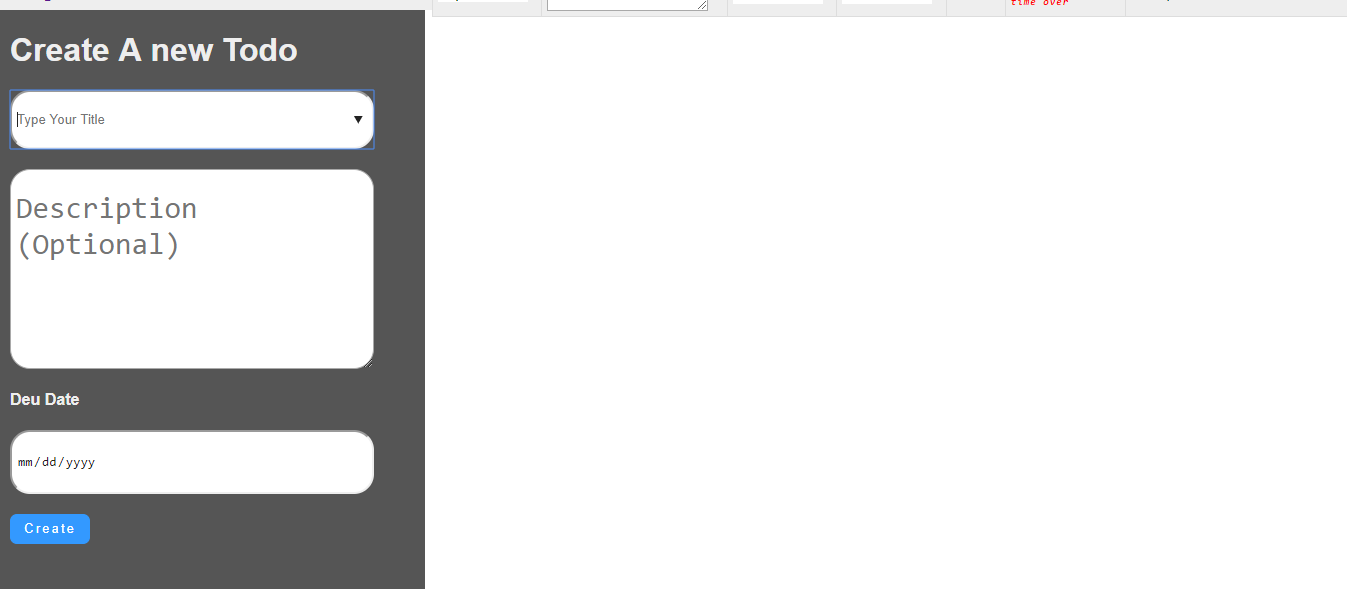 time over
Create A new Todo
Type Your Title
Description
(Optional)
Deu Date
mm/dd/yyyy
Create